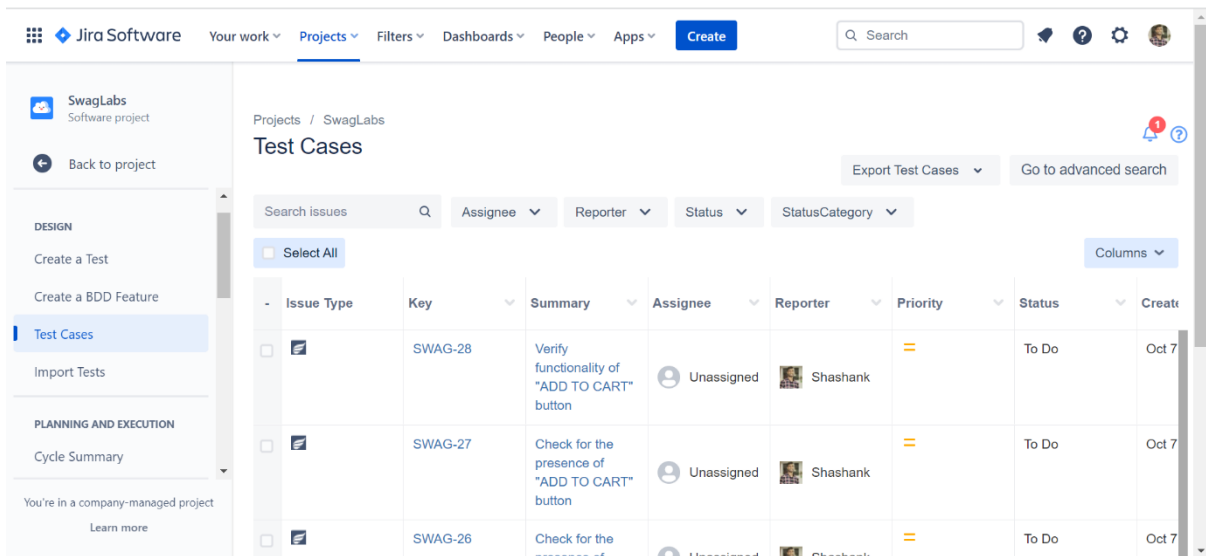 Jira Software Your work Projects Filters Dashboards People Apps Create Search
SwagLabs
Software project
Back to project
DESIGN
Create a Test
Create a BDD Feature
Test Cases
Import Tests
PLANNING AND EXECUTION
Cycle Summary
You're in a company-managed project
Learn more
Projects / SwagLabs
1
Test Cases
Export Test Cases Go to advanced search
Search issues Assignee Reporter Status StatusCategory
Select All Columns
- Issue Type Key Summary Assignee Reporter Priority Status Create
SWAG-28 Verify To Do Oct 7
functionality of
"ADD TO CART" Unassigned Shashank
button
SWAG-27 Check for the To Do Oct 7
presence of
"ADD TO CART" Unassigned Shashank
button
SWAG-26 Check for the To Do Oct 7
presence of
Unassigned Shashank